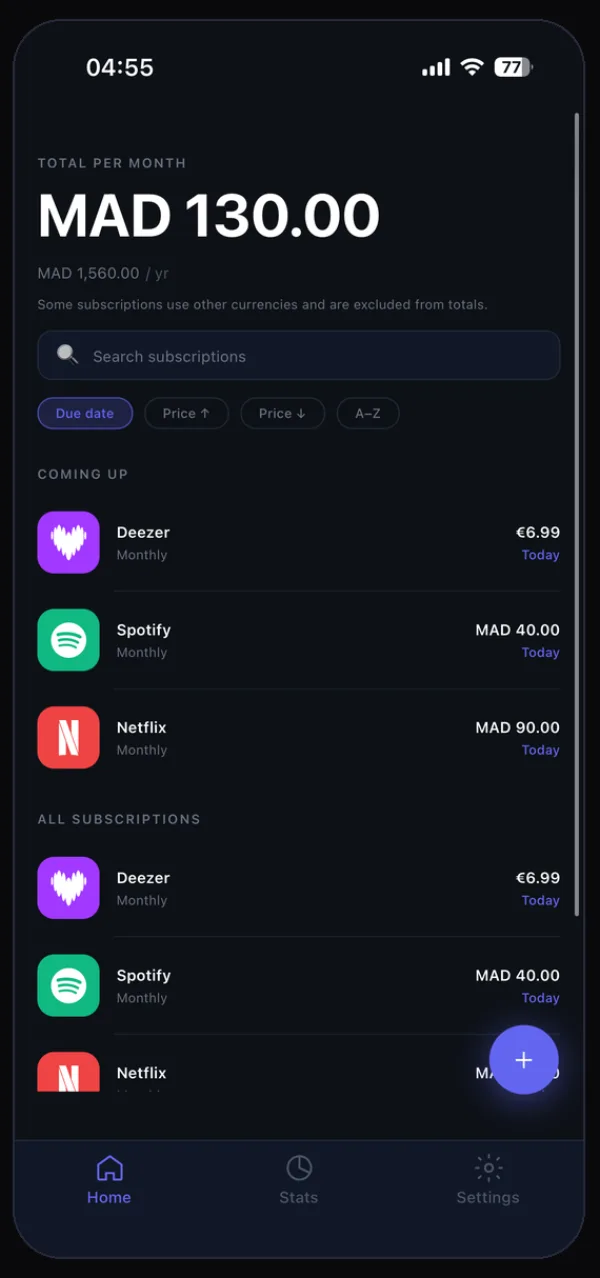 04:55
77
TOTAL PER MONTH
MAD 130.00
MAD 1,560.00 / yr
Some subscriptions use other currencies and are excluded from totals.
Search subscriptions
Due date Price ↑ Price ↓ A–Z
COMING UP
Deezer €6.99
Monthly Today
Spotify MAD 40.00
Monthly Today
N Netflix MAD 90.00
Monthly Today
ALL SUBSCRIPTIONS
Deezer €6.99
Monthly Today
Spotify MAD 40.00
Monthly Today
N Netflix
+
Home Stats Settings